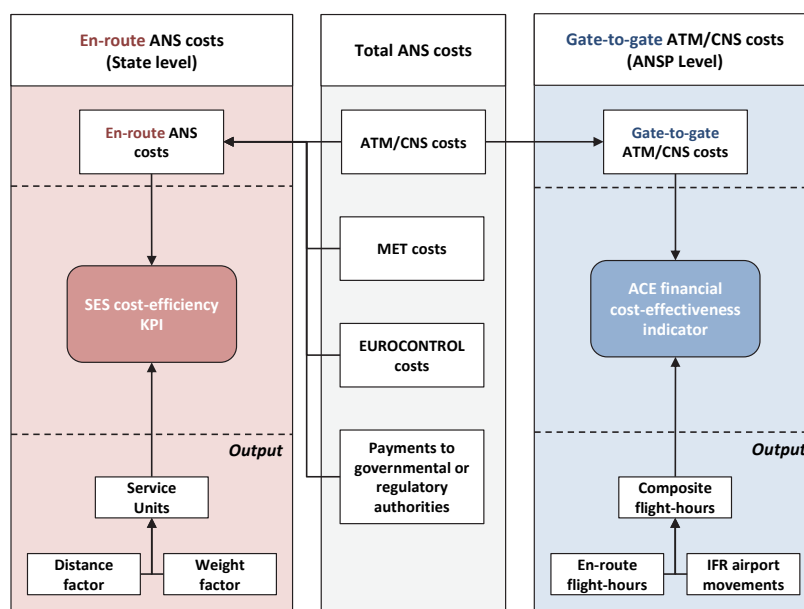 En-route ANS costs
(State level)
En-route ANS
costs
SES cost-efficiency
KPI
Output
Service
Units
Distance
factor
Weight
factor
Total ANS costs
ATM/CNS costs
MET costs
EUROCONTROL
costs
Payments to
governmental or
regulatory
authorities
Gate-to-gate ATM/CNS costs
(ANSP Level)
Gate-to-gate
ATM/CNS costs
ACE financial
cost-effectiveness
indicator
Output
Composite
flight-hours
En-route
flight-hours
IFR airport
movements